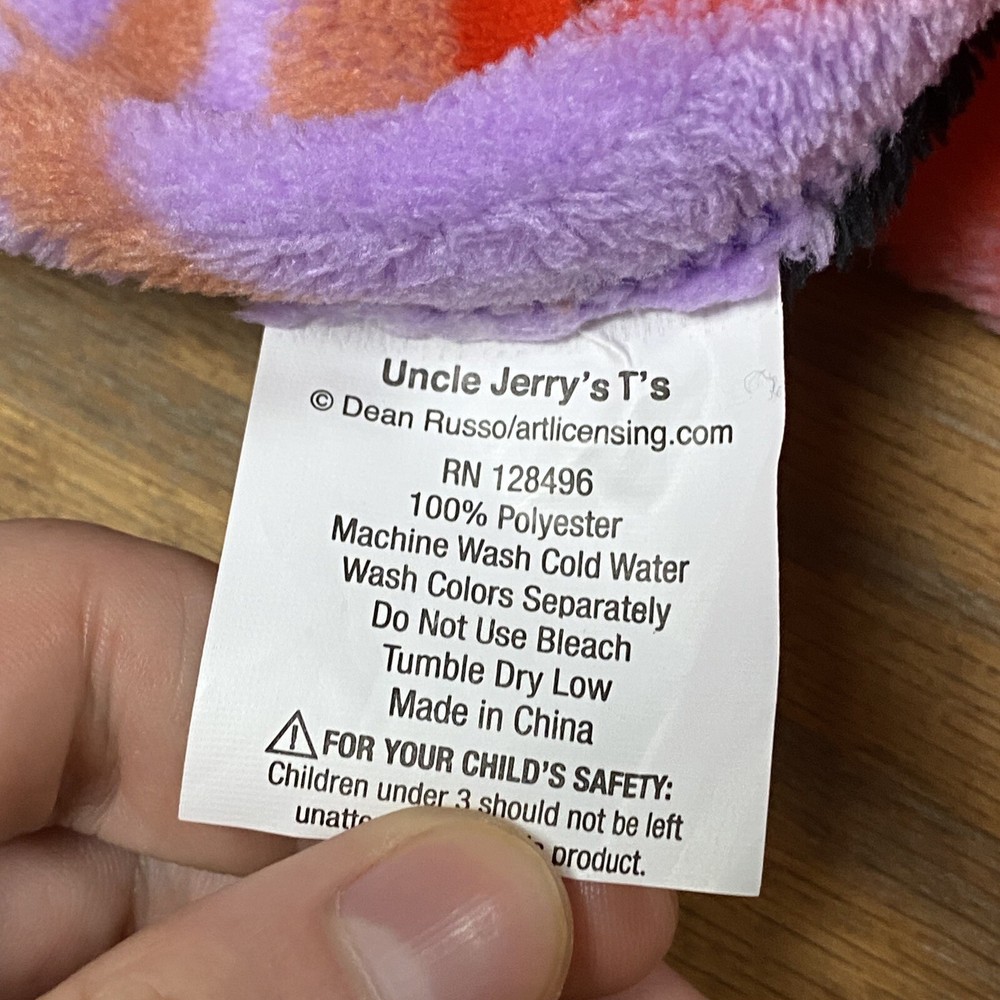 Uncle Jerry's T's
© Dean Russo/artlicensing.com
RN 128496
100% Polyester
Machine Wash Cold Water
Wash Colors Separately
Do Not Use Bleach
Tumble Dry Low
Made in China
FOR YOUR CHILD'S SAFETY:
Children under 3 should not be left
product.